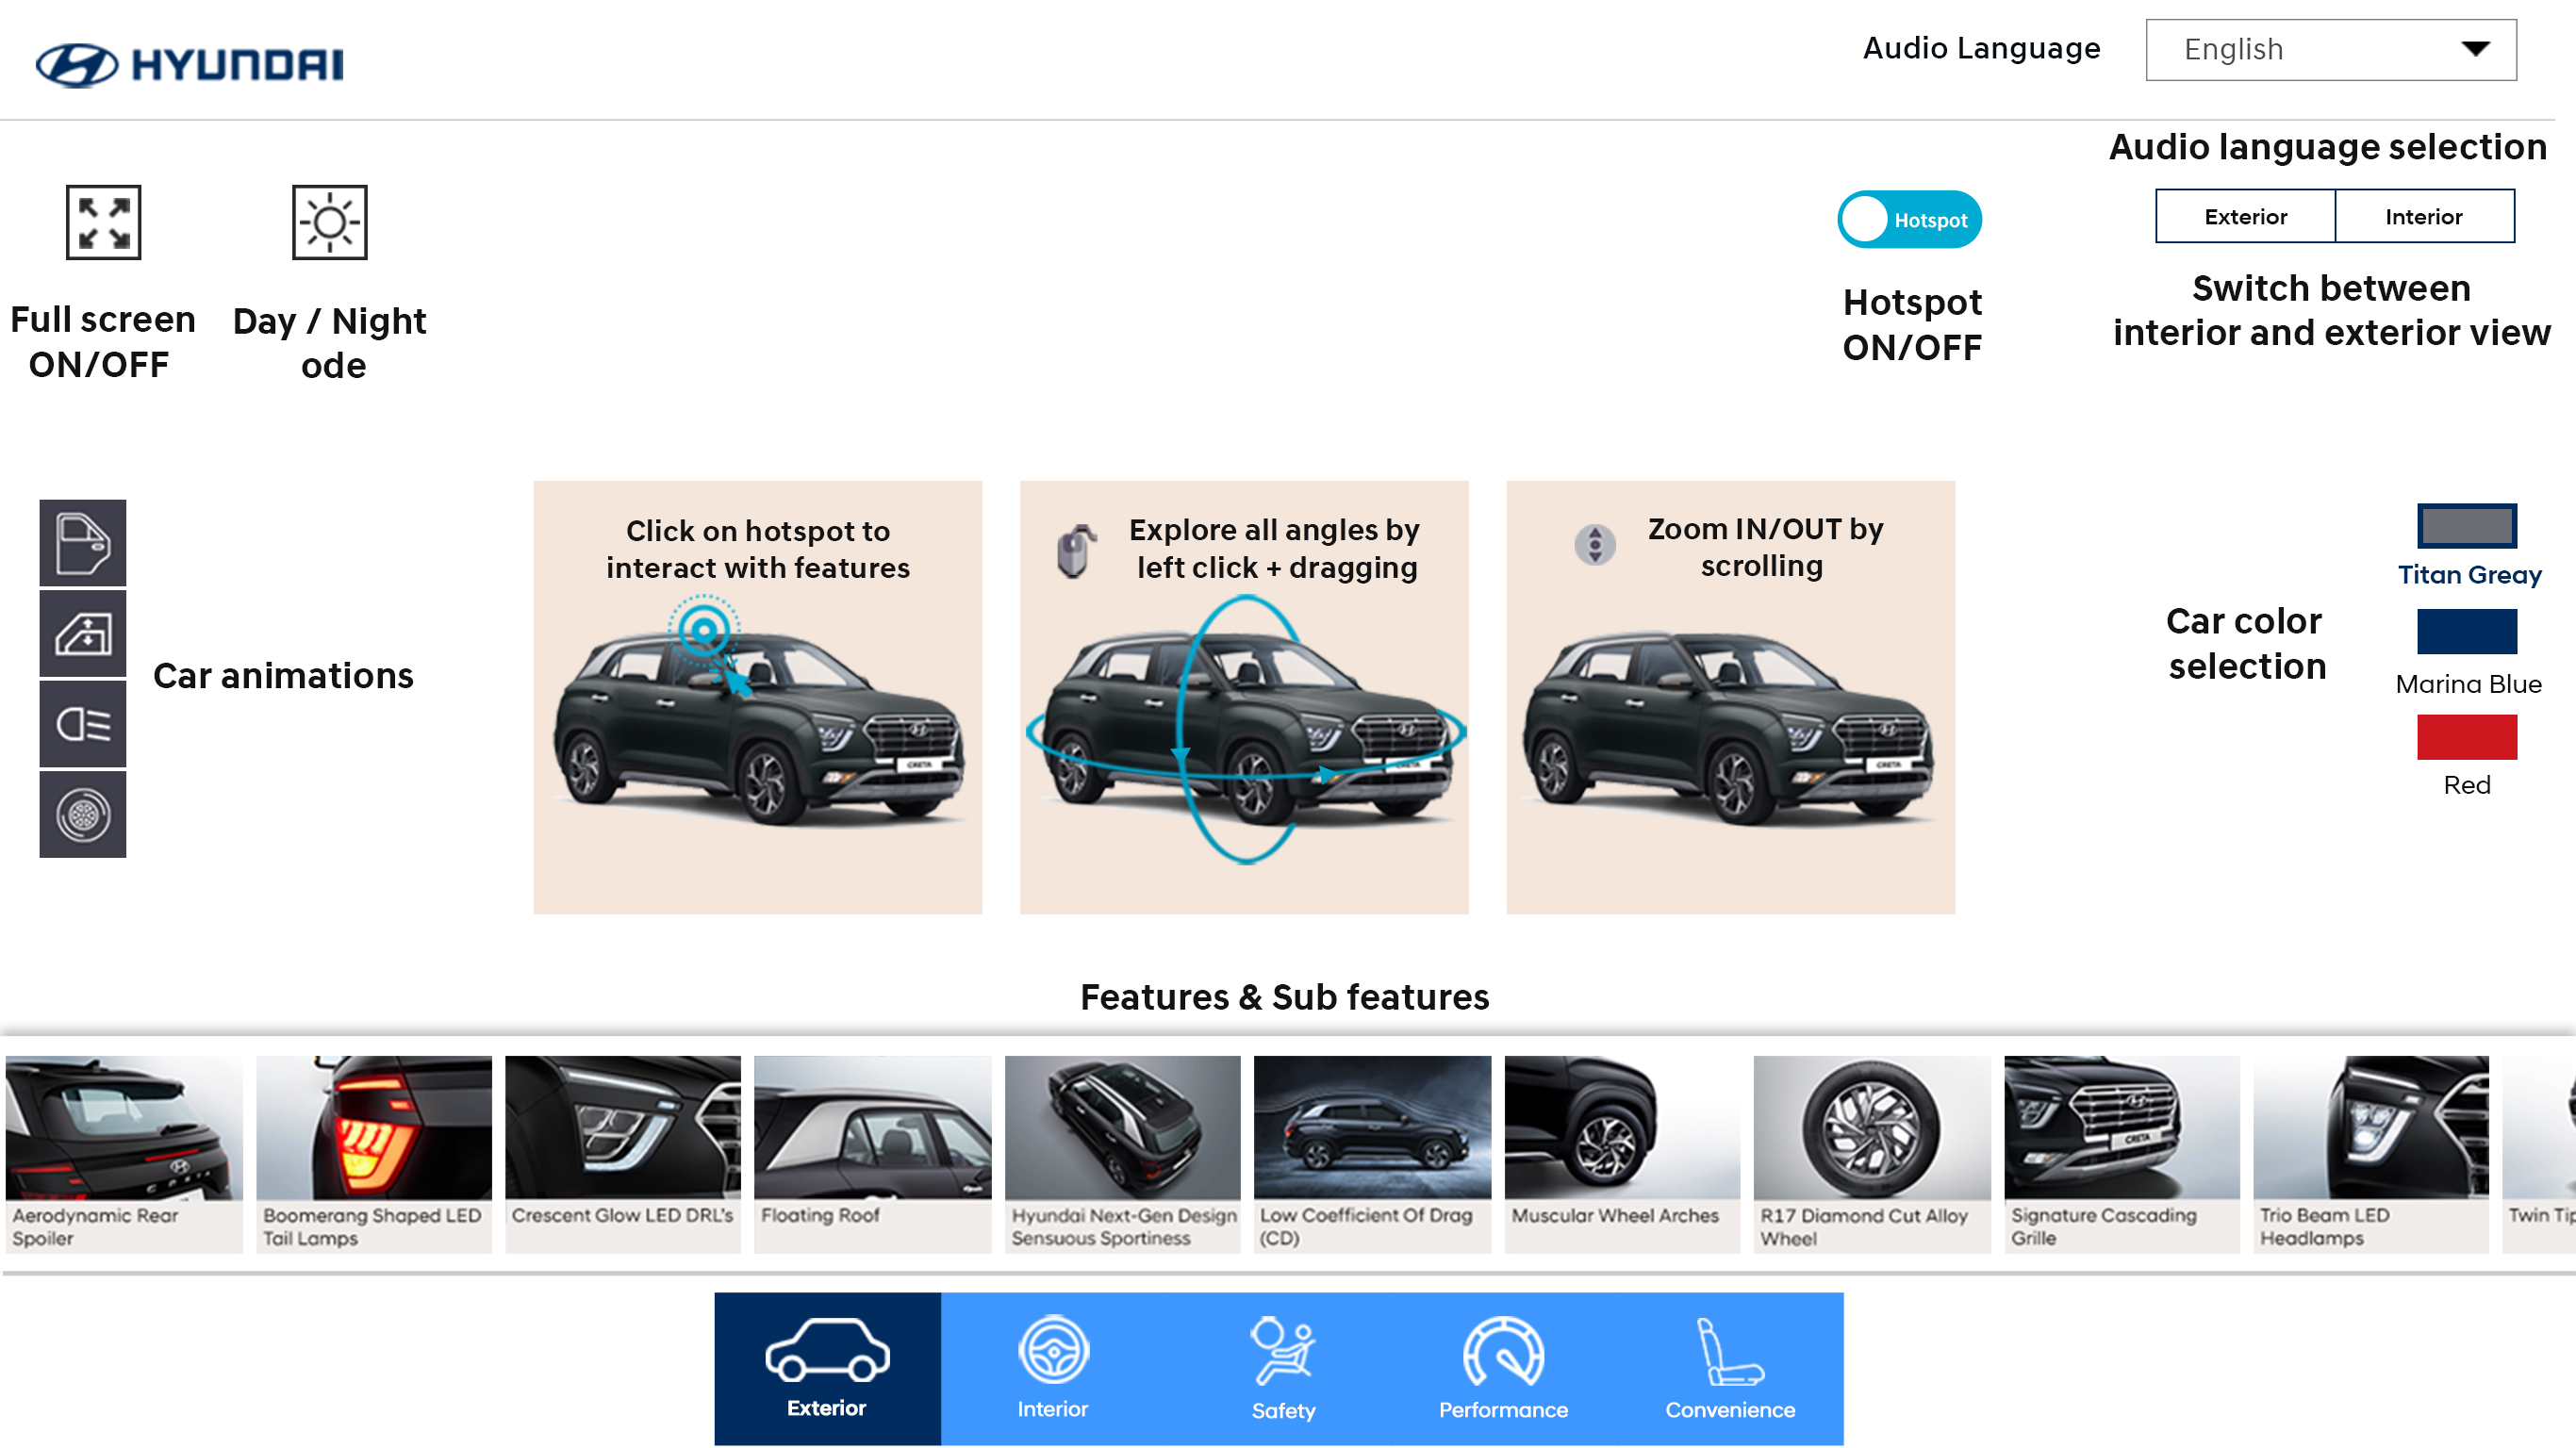 HYUNDAI
Audio Language
English
Audio language selection
Full screen
ON/OFF
Day / Night
ode
Hotspot
Hotspot
ON/OFF
Exterior
Interior
Switch between
interior and exterior view
Car animations
Click on hotspot to
interact with features
CRETA
Explore all angles by
left click + dragging
CRETA
Zoom IN/OUT by
scrolling
CRETA
Car color
selection
Titan Greay
Marina Blue
Red
Features & Sub features
Aerodynamic Rear
Spoiler
Boomerang Shaped LED
Tail Lamps
Crescent Glow LED DRL's
Floating Roof
Hyundai Next-Gen Design
Sensuous Sportiness
Low Coefficient Of Drag
(CD)
Muscular Wheel Arches
R17 Diamond Cut Alloy
Wheel
CRETA
Signature Cascading
Grille
Trio Beam LED
Headlamps
Twin Tip
Exterior
Interior
Safety
Performance
Convenience